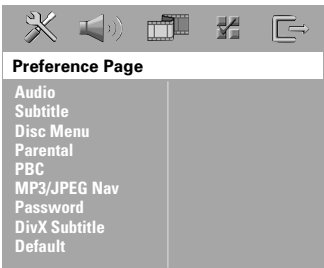 Preference Page
Audio
Subtitle
Disc Menu
Parental
PBC
MP3/JPEG Nav
Password
DivX Subtitle
Default